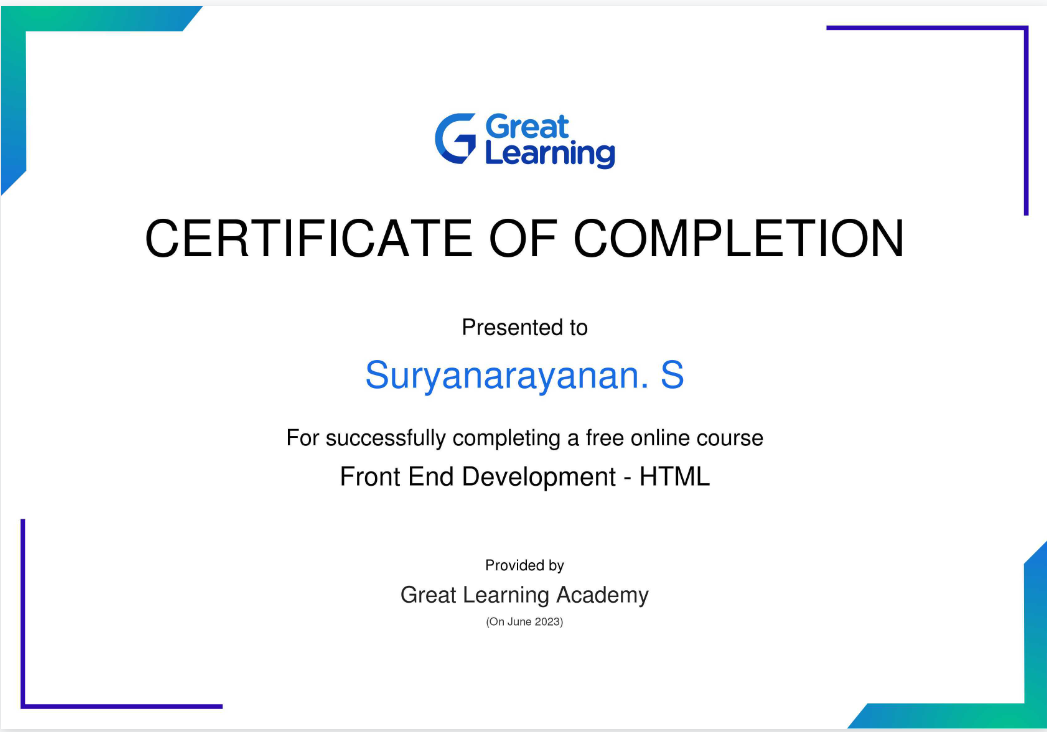 Great
Learning
CERTIFICATE OF COMPLETION
Presented to
Suryanarayanan. S
For successfully completing a free online course
Front End Development - HTML
Provided by
Great Learning Academy
(On June 2023)